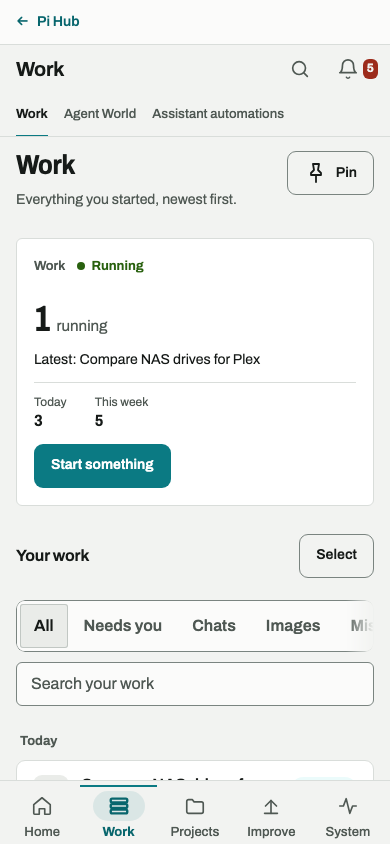 Pi Hub
Work
5
Work Agent World Assistant automations
Work
Pin
Everything you started, newest first.
Work Running
1 running
Latest: Compare NAS drives for Plex
Today This week
3 5
Start something
Your work
Select
All Needs you Chats Images
Search your work
Today
Home Work Projects Improve System